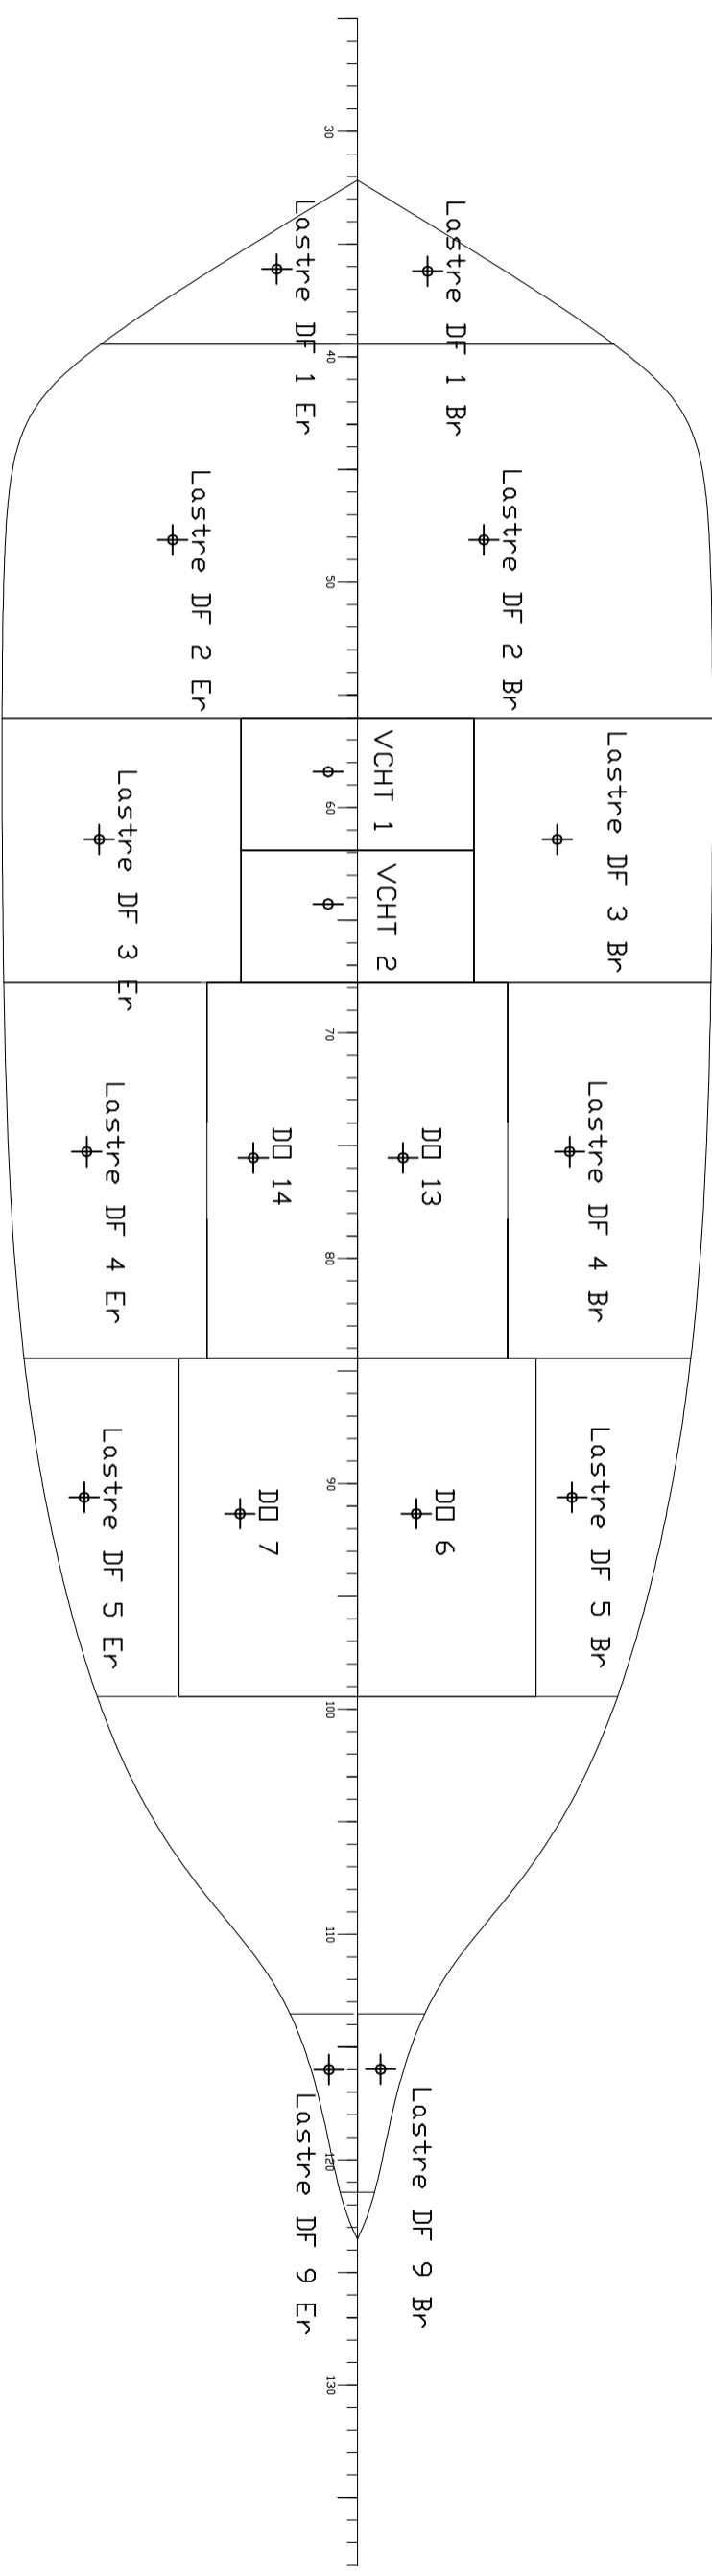 30
Lastre DF 1 Er
Lastre DF 1 Br
40
Lastre DF 2 Er
Lastre DF 2 Br
50
VCHT 1
Lastre DF 3 Br
Lastre DF 3 Er
60
VCHT 2
70
Lastre DF 4 Er
DO 14
DO 13
Lastre DF 4 Br
80
Lastre DF 5 Er
DO 7
DO 6
Lastre DF 5 Br
90
100
110
Lastre DF 9 Er
Lastre DF 9 Br
120
130